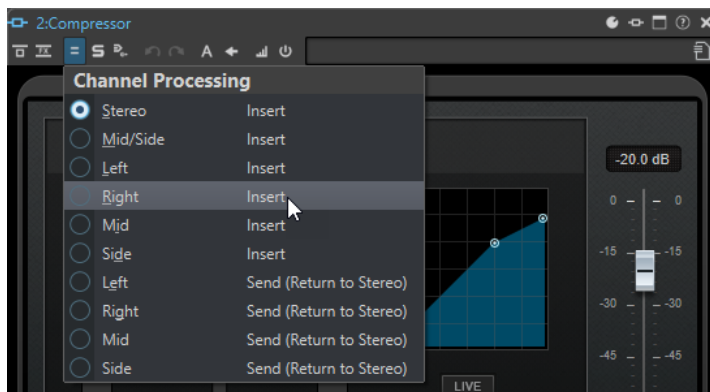 2:Compressor
FX
S
A
Channel Processing
Stereo Insert
Mid/Side Insert
Left Insert
Right Insert
Mid Insert
Side Insert
Left Send (Return to Stereo)
Right Send (Return to Stereo)
Mid Send (Return to Stereo)
Side Send (Return to Stereo)
-20.0 dB
0 0
-15 -15
-30 -30
-45 -45
LIVE